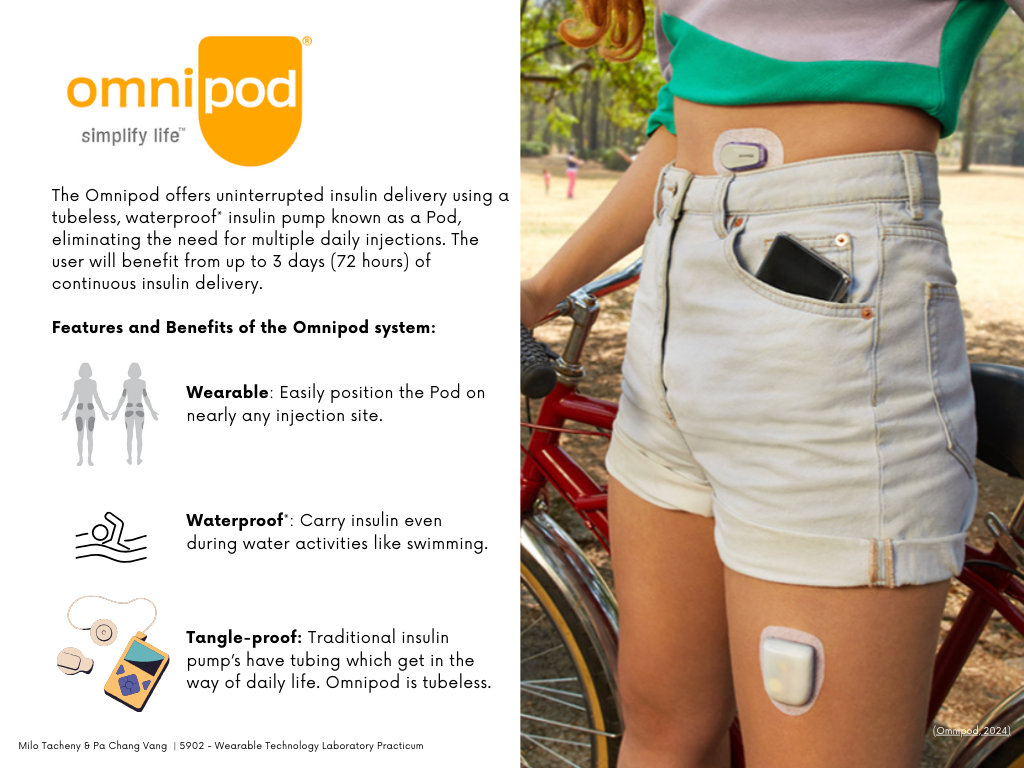 omnipod®
simplify life™
The Omnipod offers uninterrupted insulin delivery using a
tubeless, waterproof* insulin pump known as a Pod,
eliminating the need for multiple daily injections. The
user will benefit from up to 3 days (72 hours) of
continuous insulin delivery.
Features and Benefits of the Omnipod system:
Wearable: Easily position the Pod on
nearly any injection site.
Waterproof*: Carry insulin even
during water activities like swimming.
Tangle-proof: Traditional insulin
pump's have tubing which get in the
way of daily life. Omnipod is tubeless.
Milo Tacheny & Pa Chang Vang | 5902 - Wearable Technology Laboratory Practicum
(Omnipod, 2024)